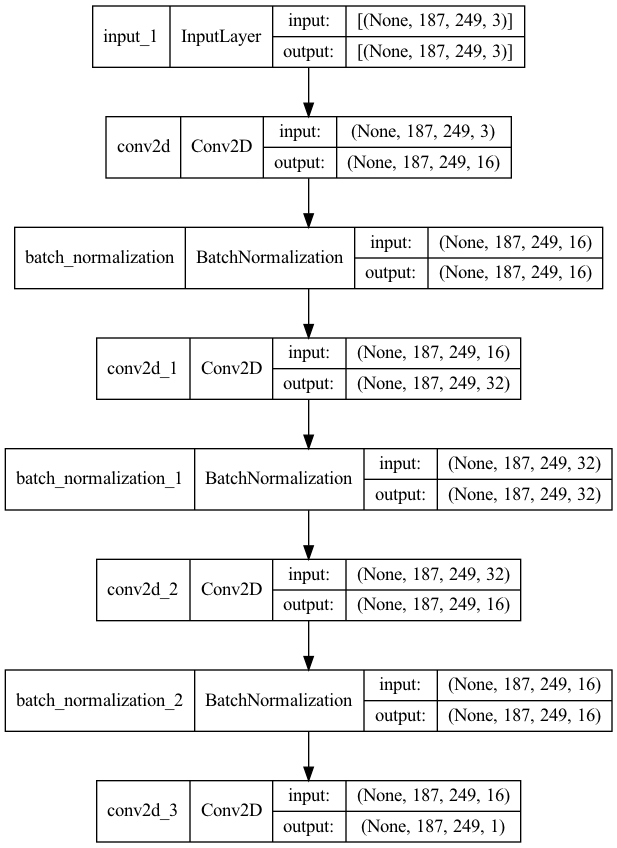 input_1 InputLayer input: [(None, 187, 249, 3)]
output: [(None, 187, 249, 3)]
conv2d Conv2D input: (None, 187, 249, 3)
output: (None, 187, 249, 16)
batch_normalization BatchNormalization input: (None, 187, 249, 16)
output: (None, 187, 249, 16)
conv2d_1 Conv2D input: (None, 187, 249, 16)
output: (None, 187, 249, 32)
batch_normalization_1 BatchNormalization input: (None, 187, 249, 32)
output: (None, 187, 249, 32)
conv2d_2 Conv2D input: (None, 187, 249, 32)
output: (None, 187, 249, 16)
batch_normalization_2 BatchNormalization input: (None, 187, 249, 16)
output: (None, 187, 249, 16)
conv2d_3 Conv2D input: (None, 187, 249, 16)
output: (None, 187, 249, 1)